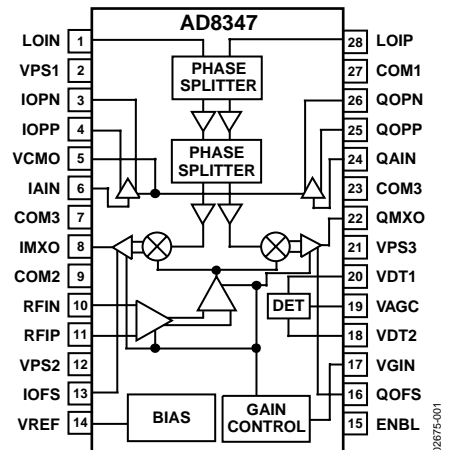 AD8347
LOIN 1
VPS1 2
IOPN 3
IOPP 4
VCMO 5
IAIN 6
COM3 7
IMXO 8
COM2 9
RFIN 10
RFIP 11
VPS2 12
IOFS 13
VREF 14
PHASE
SPLITTER
PHASE
SPLITTER
DET
BIAS
GAIN
CONTROL
28 LOIP
27 COM1
26 QOPN
25 QOPP
24 QAIN
23 COM3
22 QMXO
21 VPS3
20 VDT1
19 VAGC
18 VDT2
17 VGIN
16 QOFS
15 ENBL
02675-001